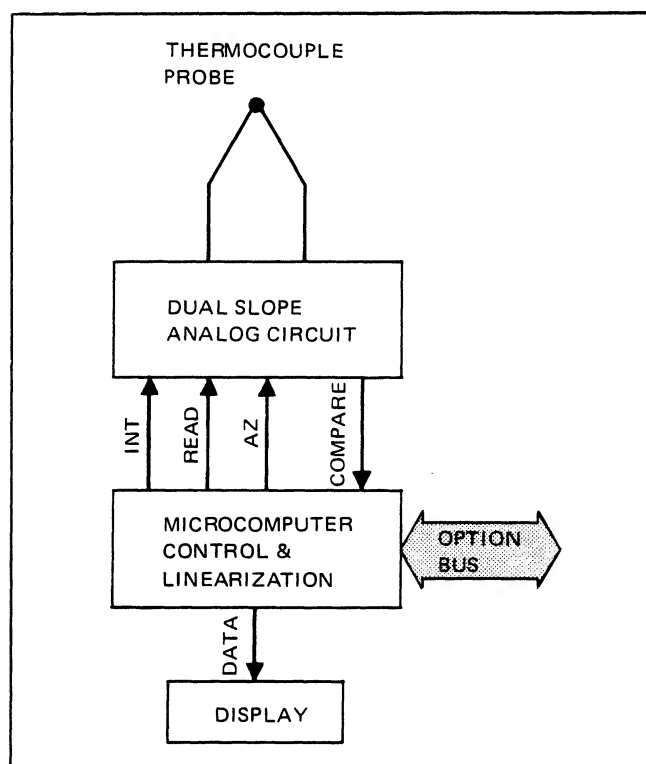 THERMOCOUPLE
PROBE
DUAL SLOPE
ANALOG CIRCUIT
INT
READ
AZ
COMPARE
MICROCOMPUTER
CONTROL &
LINEARIZATION
OPTION
BUS
DATA
DISPLAY